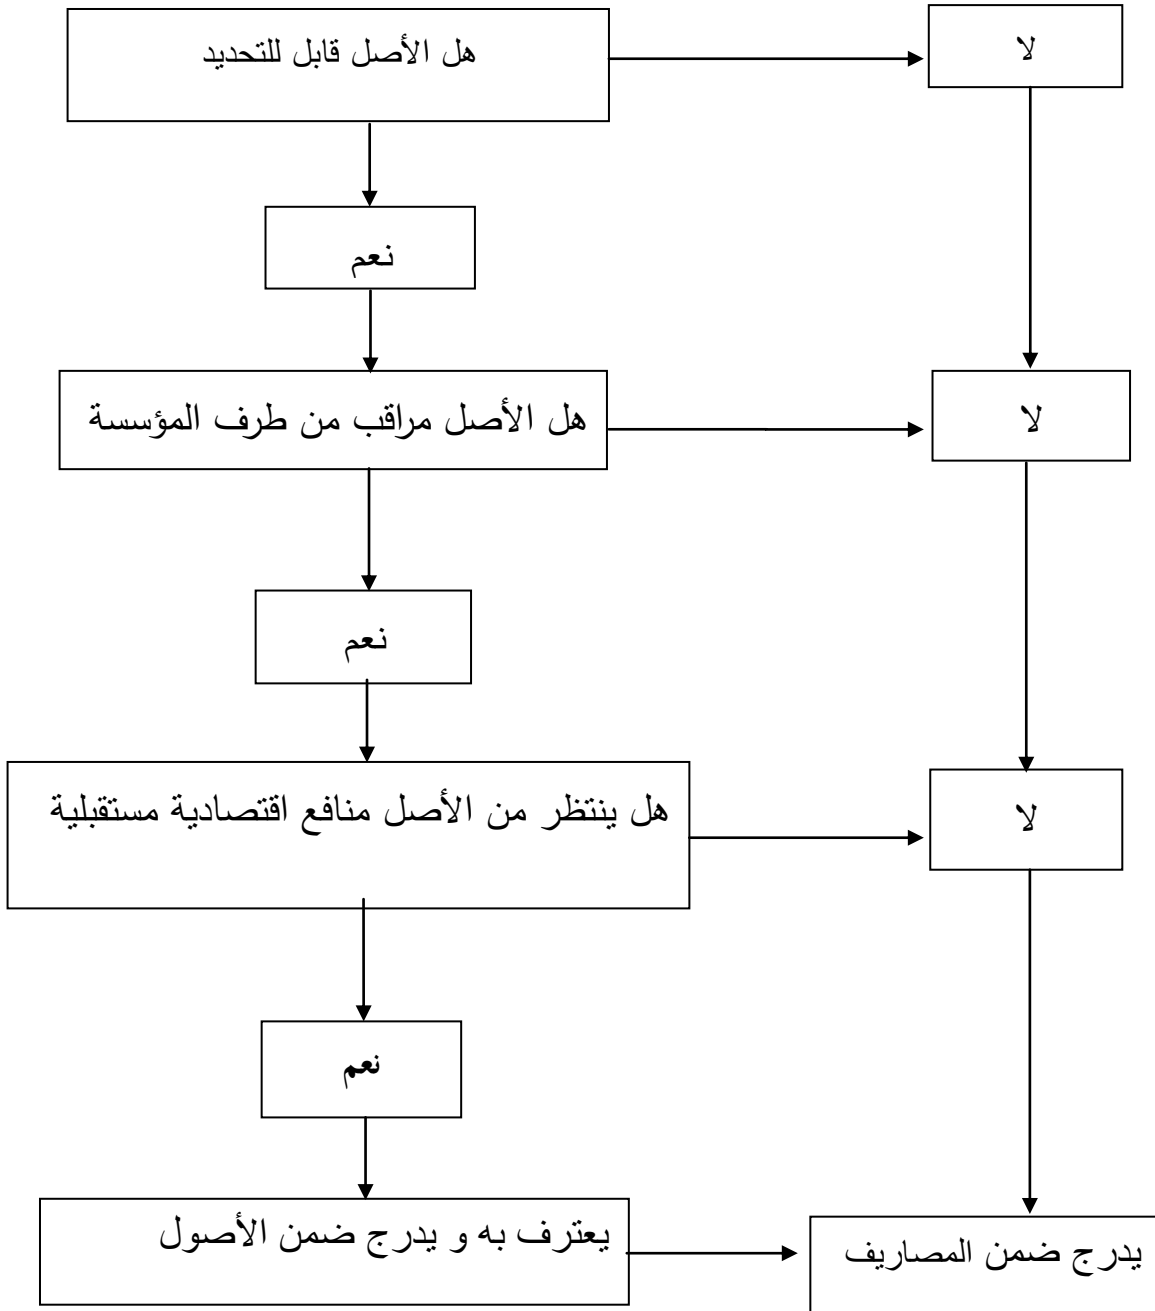 هل الأصل قابل للتحديد
لا
نعم
هل الأصل مراقب من طرف المؤسسة
لا
نعم
هل ينتظر من الأصل منافع اقتصادية مستقبلية
لا
نعم
يعترف به و يدرج ضمن الأصول
يدرج ضمن المصاريف